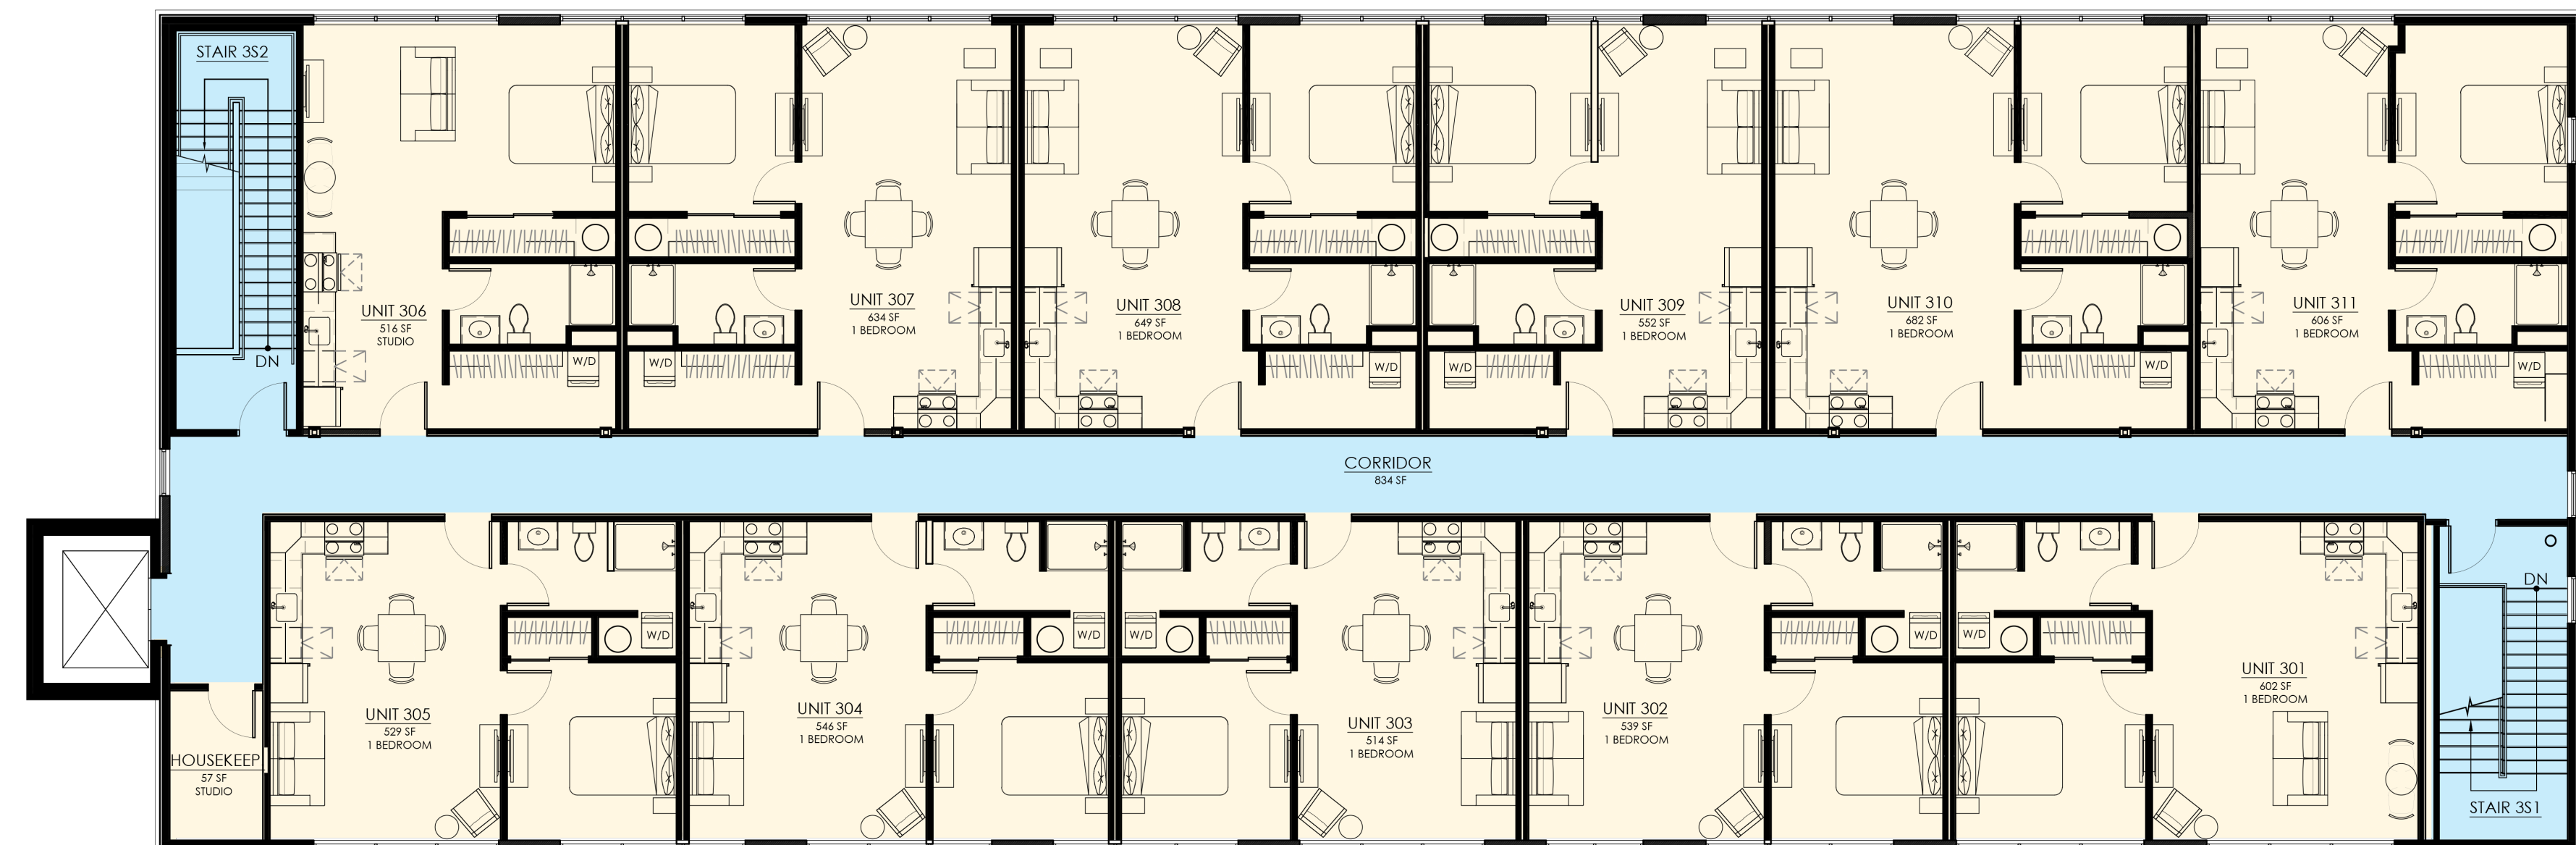 STAIR 3S2
DN
UNIT 306
516 SF
STUDIO
W/D
W/D
UNIT 307
634 SF
1 BEDROOM
UNIT 308
649 SF
1 BEDROOM
W/D
W/D
UNIT 309
552 SF
1 BEDROOM
UNIT 310
682 SF
1 BEDROOM
W/D
UNIT 311
606 SF
1 BEDROOM
W/D
CORRIDOR
834 SF
HOUSEKEEP
57 SF
STUDIO
UNIT 305
529 SF
1 BEDROOM
W/D
UNIT 304
546 SF
1 BEDROOM
W/D
W/D
UNIT 303
514 SF
1 BEDROOM
UNIT 302
539 SF
1 BEDROOM
W/D
W/D
UNIT 301
602 SF
1 BEDROOM
DN
STAIR 3S1